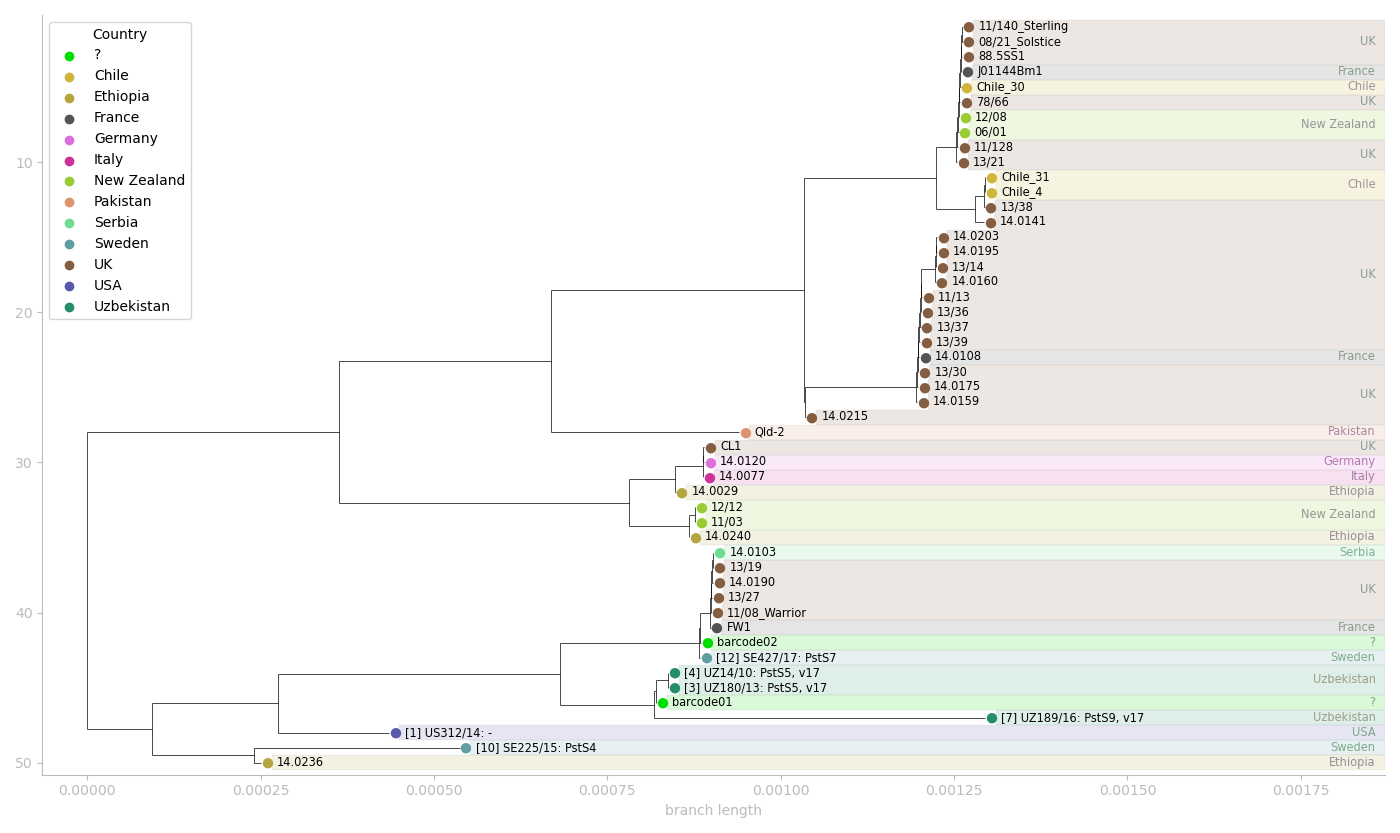 Country
?
Chile
Ethiopia
France
Germany
Italy
New Zealand
Pakistan
Serbia
Sweden
UK
USA
Uzbekistan
11/140_Sterling
08/21_Solstice UK
88.5SS1
J01144Bm1 France
Chile_30 Chile
78/66 UK
12/08
New Zealand
06/01
11/128
UK
13/21
Chile_31
Chile
Chile_4
13/38
14.0141
14.0203
14.0195
13/14
UK
14.0160
11/13
13/36
13/37
13/39
14.0108 France
13/30
14.0175
UK
14.0159
14.0215
Qld-2 Pakistan
CL1 UK
14.0120 Germany
14.0077 Italy
14.0029 Ethiopia
12/12
New Zealand
11/03
14.0240 Ethiopia
14.0103 Serbia
13/19
14.0190
UK
13/27
11/08_Warrior
FW1 France
barcode02 ?
[12] SE427/17: PstS7 Sweden
[4] UZ14/10: PstS5, v17
Uzbekistan
[3] UZ180/13: PstS5, v17
barcode01 ?
[7] UZ189/16: PstS9, v17 Uzbekistan
[1] US312/14: - USA
[10] SE225/15: PstS4 Sweden
14.0236 Ethiopia
10
20
30
40
50
0.00000 0.00025 0.00050 0.00075 0.00100 0.00125 0.00150 0.00175
branch length